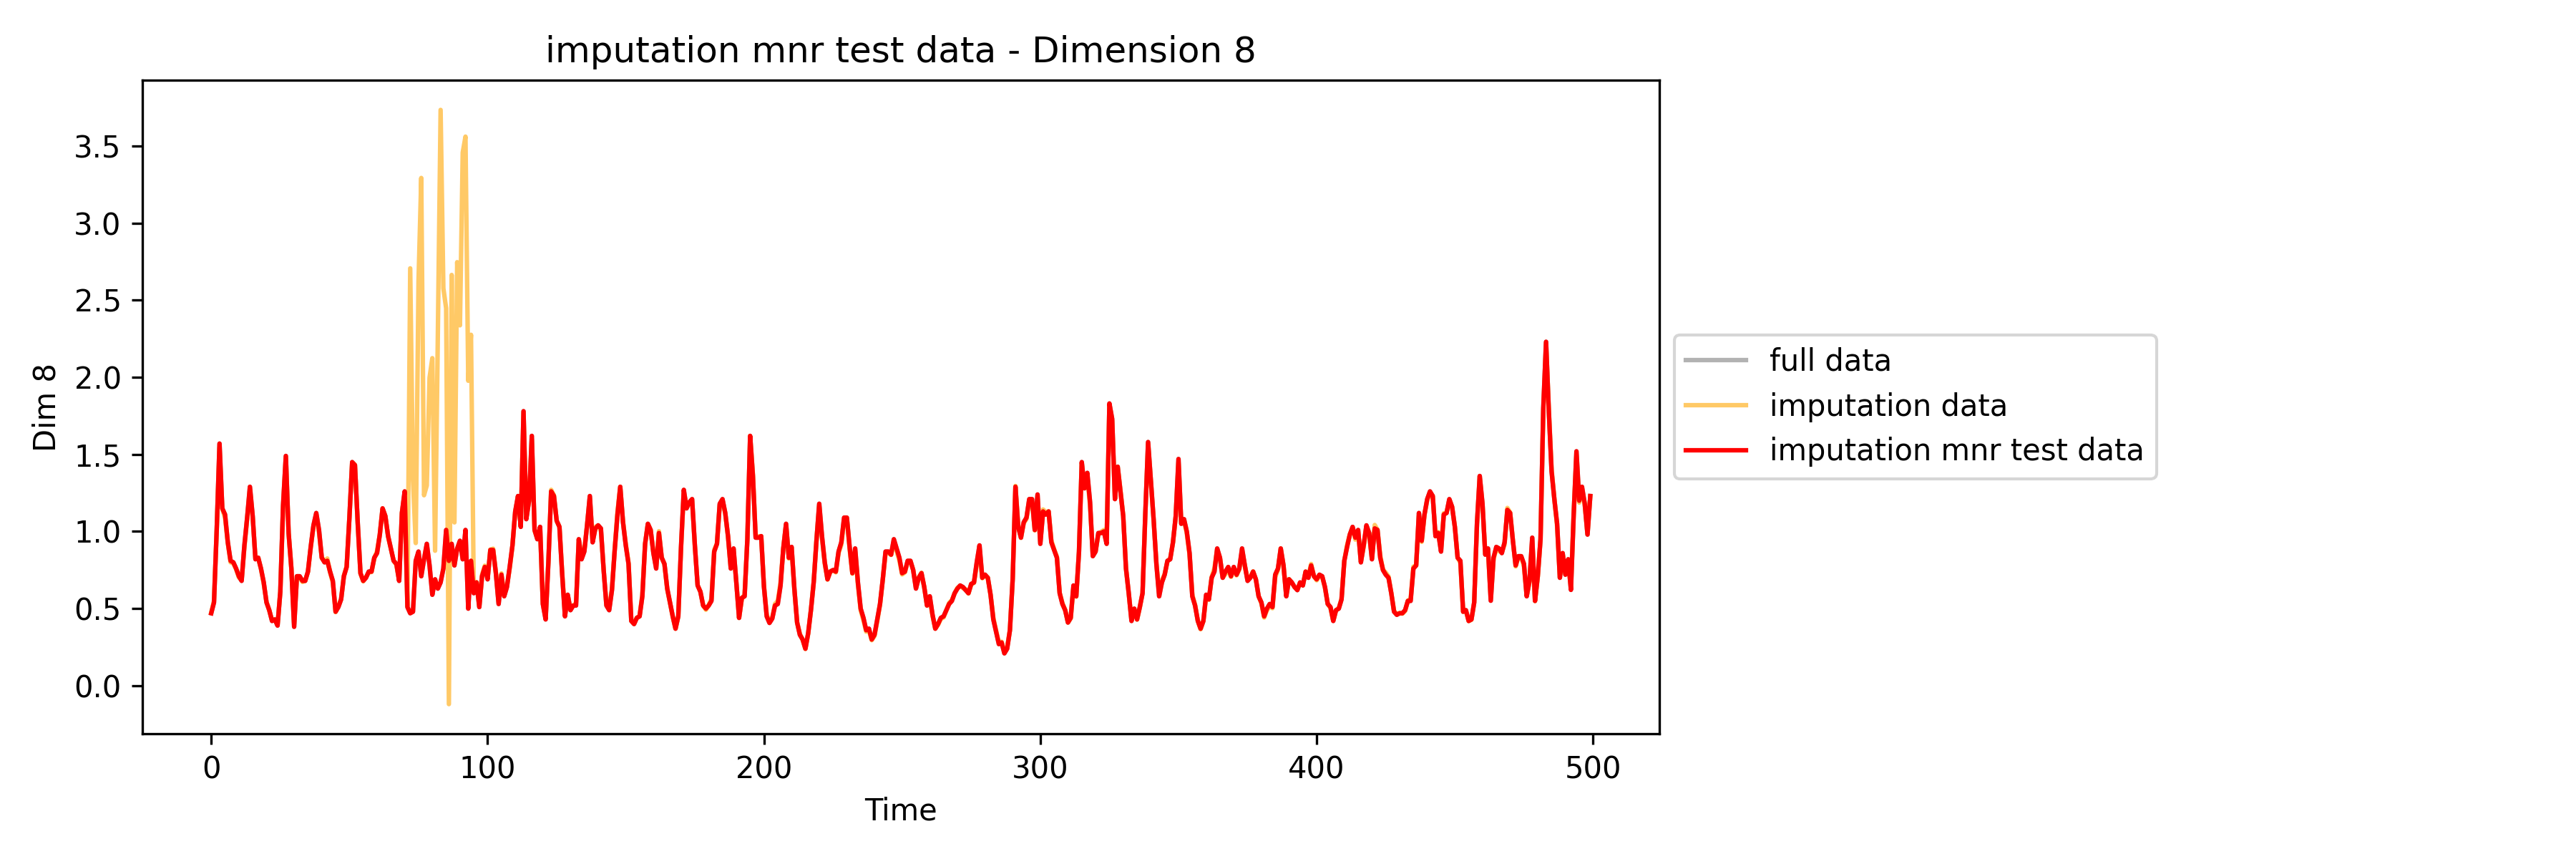 imputation mnr test data - Dimension 8
3.5
3.0
2.5
2.0
1.5
1.0
0.5
0.0
Dim 8
0 100 200 300 400 500
Time
full data
imputation data
imputation mnr test data